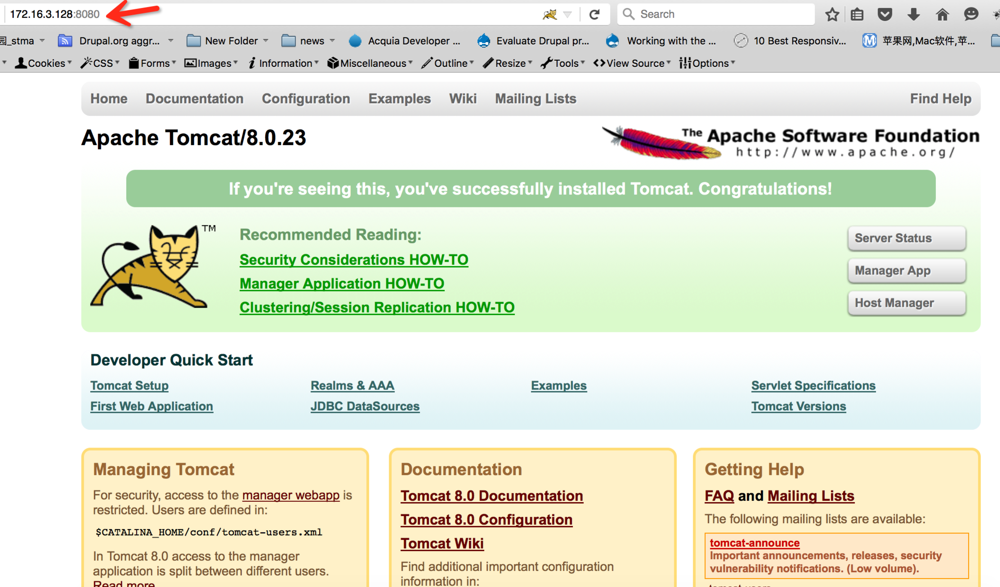 172.16.3.128:8080
Search
园_stma
Drupal.org aggr...
New Folder
news
Acquia Developer ...
Evaluate Drupal pr...
Working with the ...
10 Best Responsiv...
苹果网,Mac软件,苹...
Cookies
CSS
Forms
Images
Information
Miscellaneous
Outline
Resize
Tools
View Source
Options
Home
Documentation
Configuration
Examples
Wiki
Mailing Lists
Find Help
Apache Tomcat/8.0.23
The Apache Software Foundation
http://www.apache.org/
If you're seeing this, you've successfully installed Tomcat. Congratulations!
TM
Recommended Reading:
Security Considerations HOW-TO
Manager Application HOW-TO
Clustering/Session Replication HOW-TO
Server Status
Manager App
Host Manager
Developer Quick Start
Tomcat Setup
Realms & AAA
Examples
Servlet Specifications
First Web Application
JDBC DataSources
Tomcat Versions
Managing Tomcat
For security, access to the manager webapp is
restricted. Users are defined in:
$CATALINA_HOME/conf/tomcat-users.xml
In Tomcat 8.0 access to the manager
application is split between different users.
Read more
Documentation
Tomcat 8.0 Documentation
Tomcat 8.0 Configuration
Tomcat Wiki
Find additional important configuration
information in:
Getting Help
FAQ and Mailing Lists
The following mailing lists are available:
tomcat-announce
Important announcements, releases, security
vulnerability notifications. (Low volume).